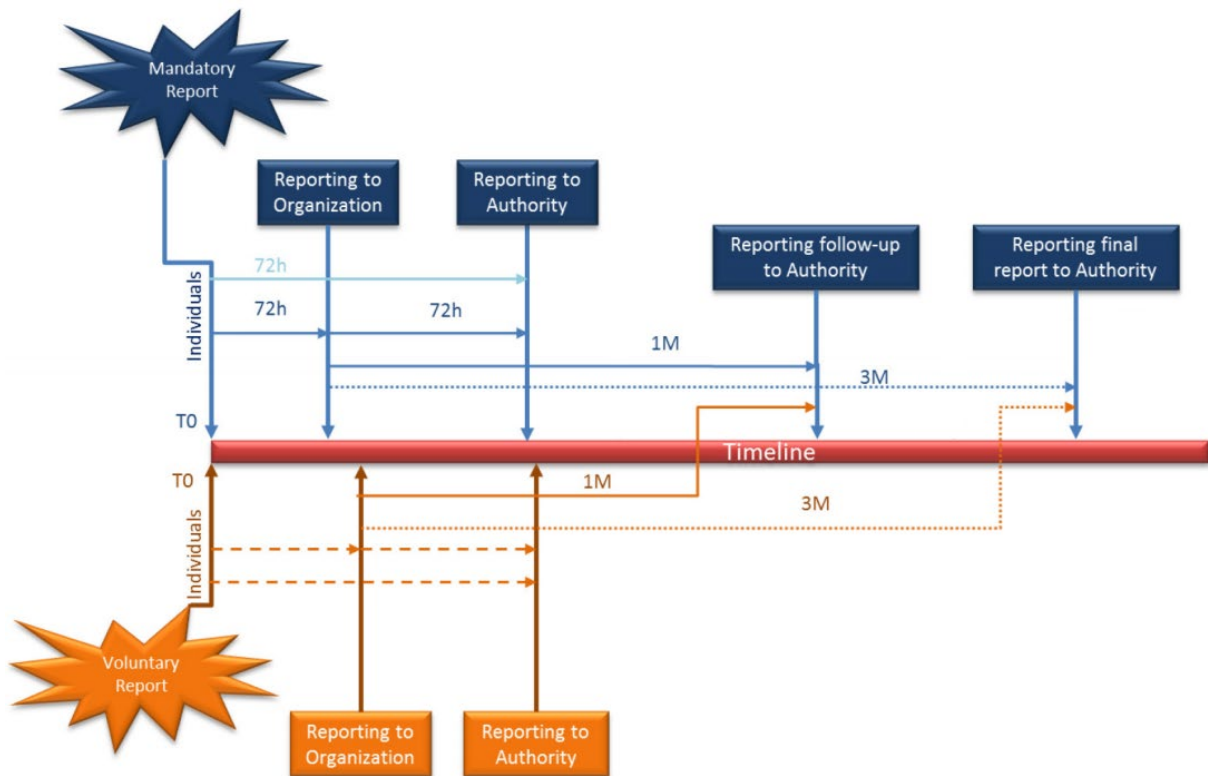 Mandatory
Report
Reporting to
Organization
Reporting to
Authority
Reporting follow-up
to Authority
Reporting final
report to Authority
72h
Individuals
72h
72h
1M
3M
T0
Timeline
T0
1M
3M
Individuals
Voluntary
Report
Reporting to
Organization
Reporting to
Authority